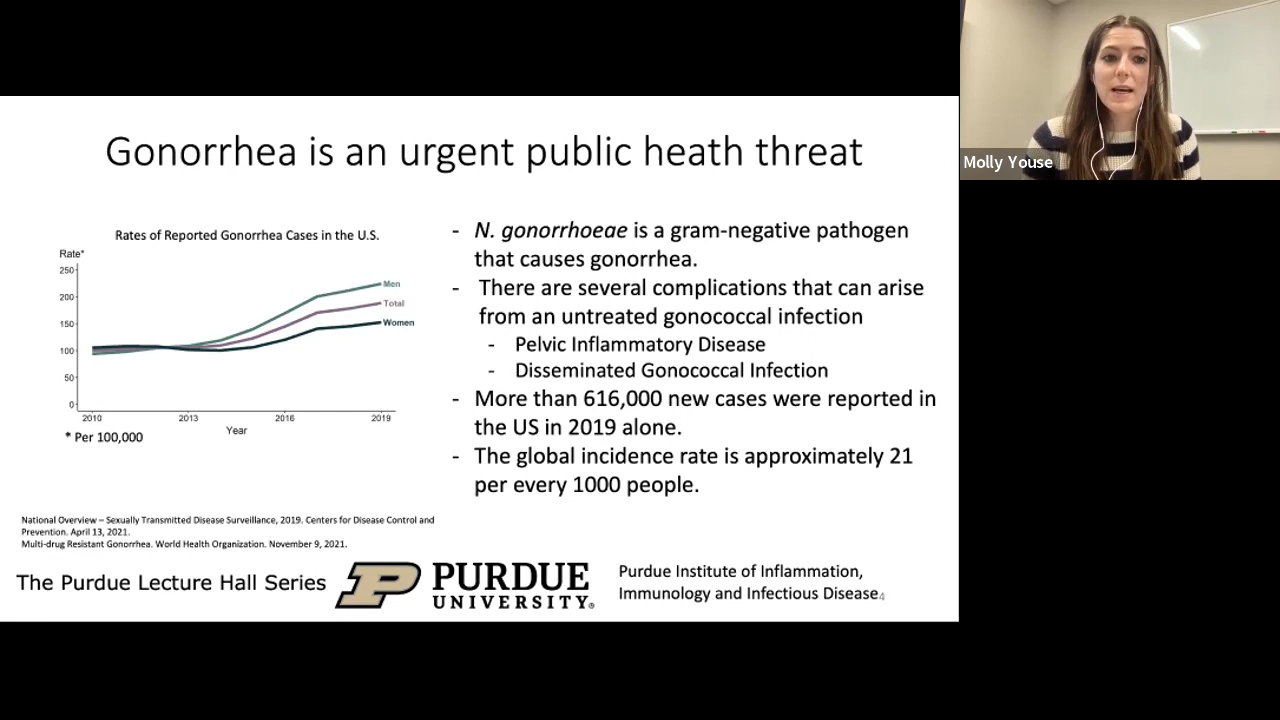 Gonorrhea is an urgent public heath threat
Rates of Reported Gonorrhea Cases in the U.S.
Rate*
250
200
150
100
50
0
Men
Total
Women
2010
2013
2016
2019
Year
* Per 100,000
- N. gonorrhoeae is a gram-negative pathogen
that causes gonorrhea.
- There are several complications that can arise
from an untreated gonococcal infection
- Pelvic Inflammatory Disease
- Disseminated Gonococcal Infection
- More than 616,000 new cases were reported in
the US in 2019 alone.
- The global incidence rate is approximately 21
per every 1000 people.
National Overview – Sexually Transmitted Disease Surveillance, 2019. Centers for Disease Control and
Prevention. April 13, 2021.
Multi-drug Resistant Gonorrhea. World Health Organization. November 9, 2021.
The Purdue Lecture Hall Series
P
PURDUE
UNIVERSITY®
Purdue Institute of Inflammation,
Immunology and Infectious Disease
4
Molly Youse